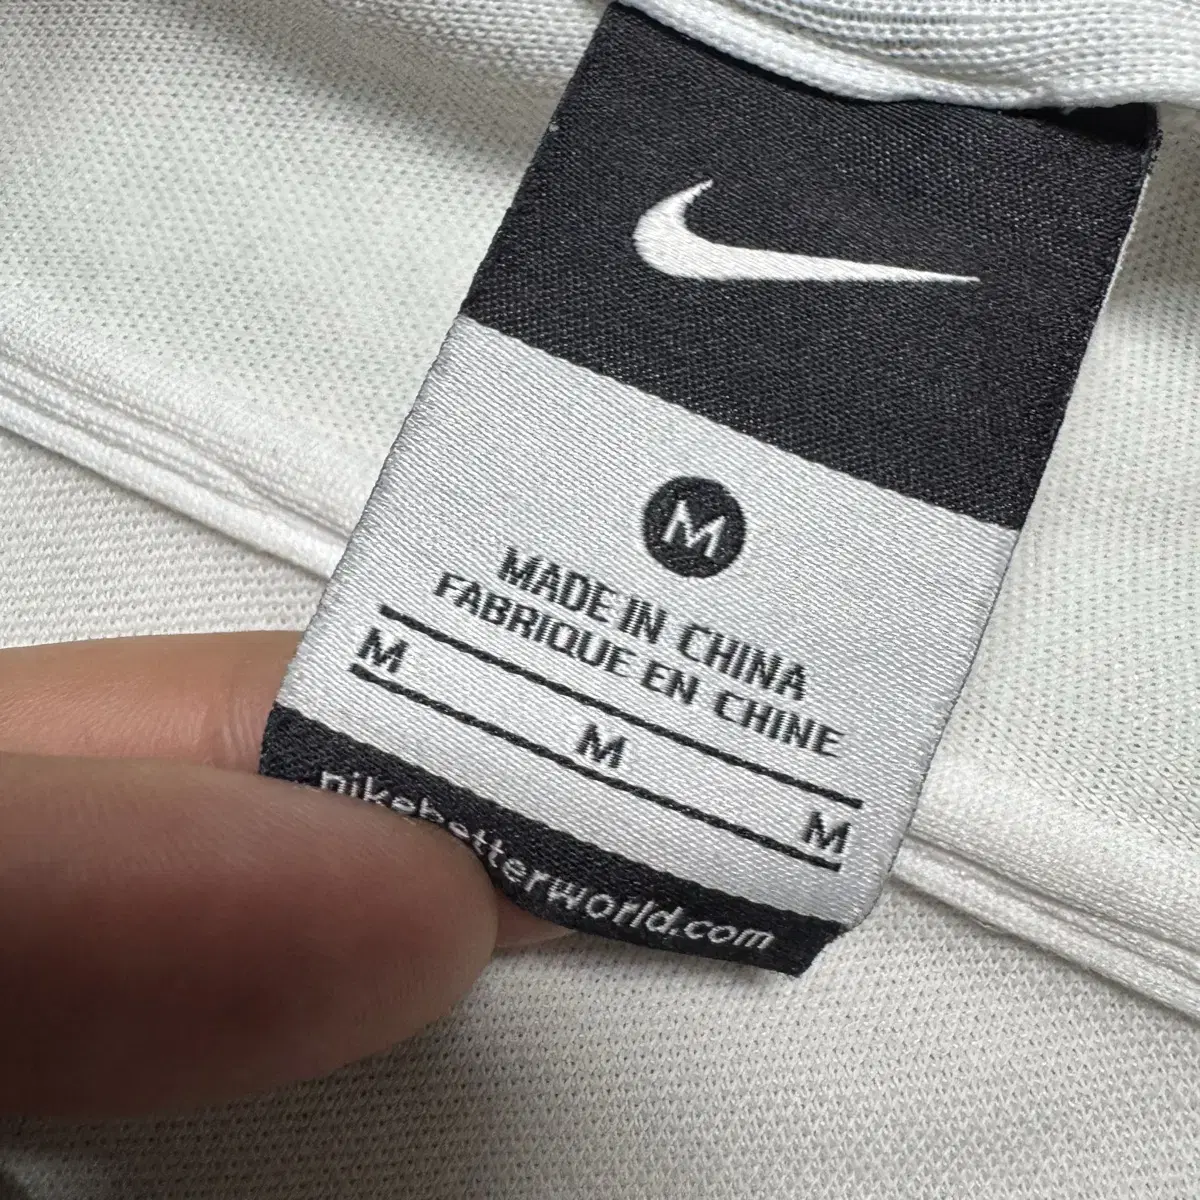 M
MADE IN CHINA
FABRIQUE EN CHINE
M M M
nikebetterworld.com